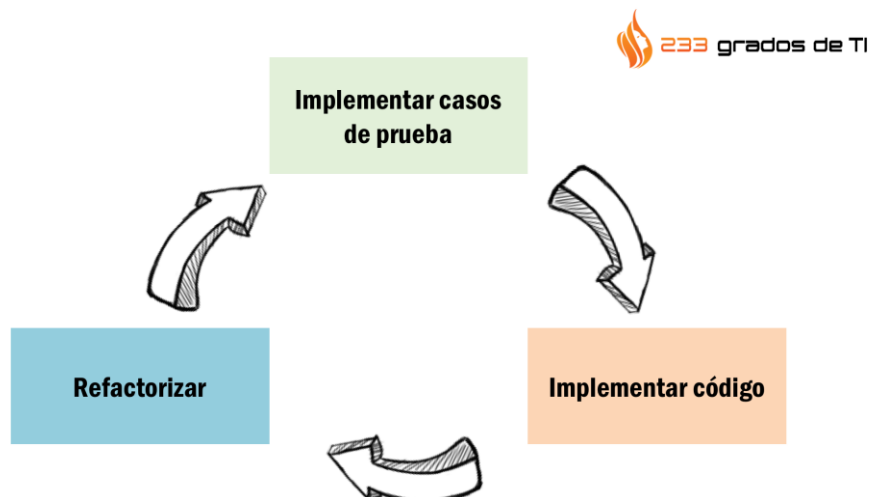 233 grados de TI
Implementar casos
de prueba
Refactorizar
Implementar código